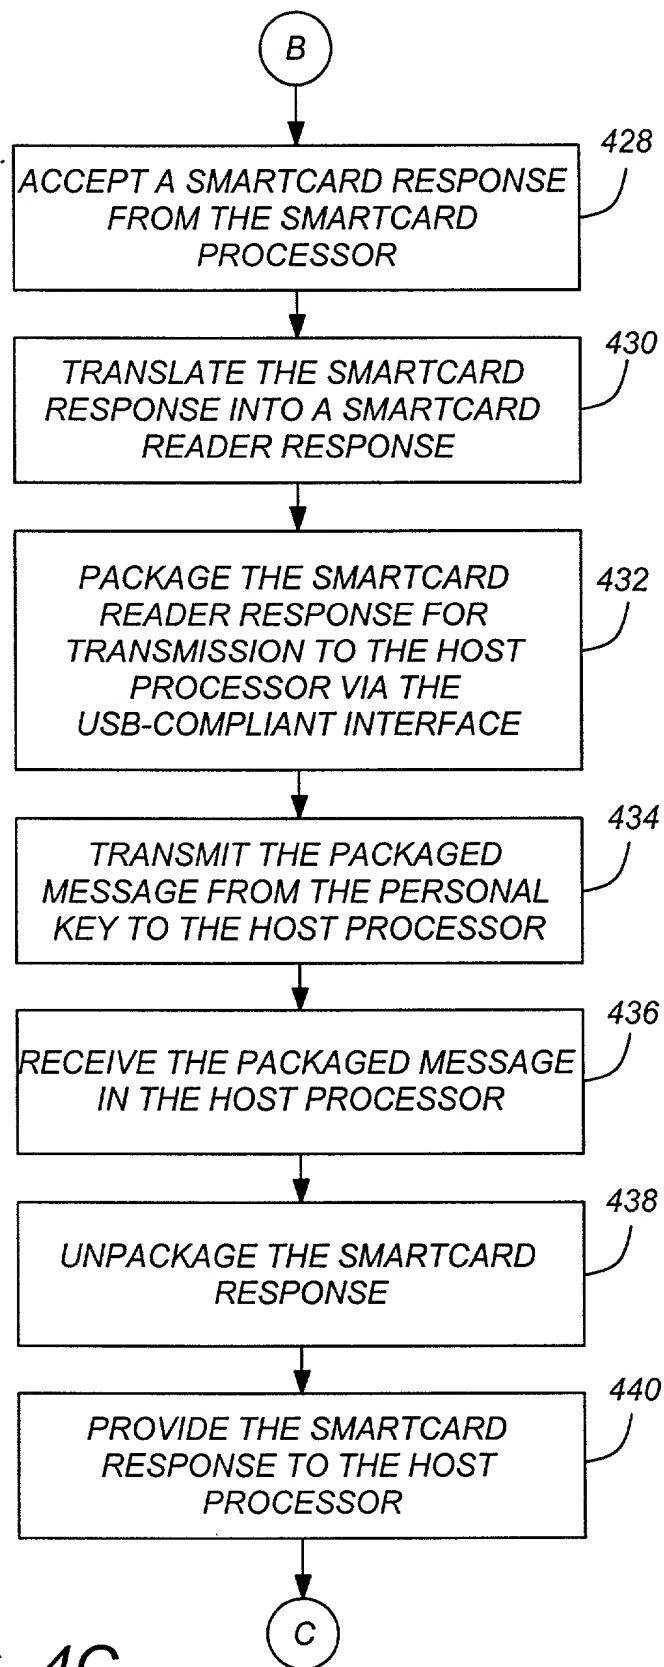 B
428
ACCEPT A SMARTCARD RESPONSE
FROM THE SMARTCARD
PROCESSOR
430
TRANSLATE THE SMARTCARD
RESPONSE INTO A SMARTCARD
READER RESPONSE
432
PACKAGE THE SMARTCARD
READER RESPONSE FOR
TRANSMISSION TO THE HOST
PROCESSOR VIA THE
USB-COMPLIANT INTERFACE
434
TRANSMIT THE PACKAGED
MESSAGE FROM THE PERSONAL
KEY TO THE HOST PROCESSOR
436
RECEIVE THE PACKAGED MESSAGE
IN THE HOST PROCESSOR
438
UNPACKAGE THE SMARTCARD
RESPONSE
440
PROVIDE THE SMARTCARD
RESPONSE TO THE HOST
PROCESSOR
C
4C